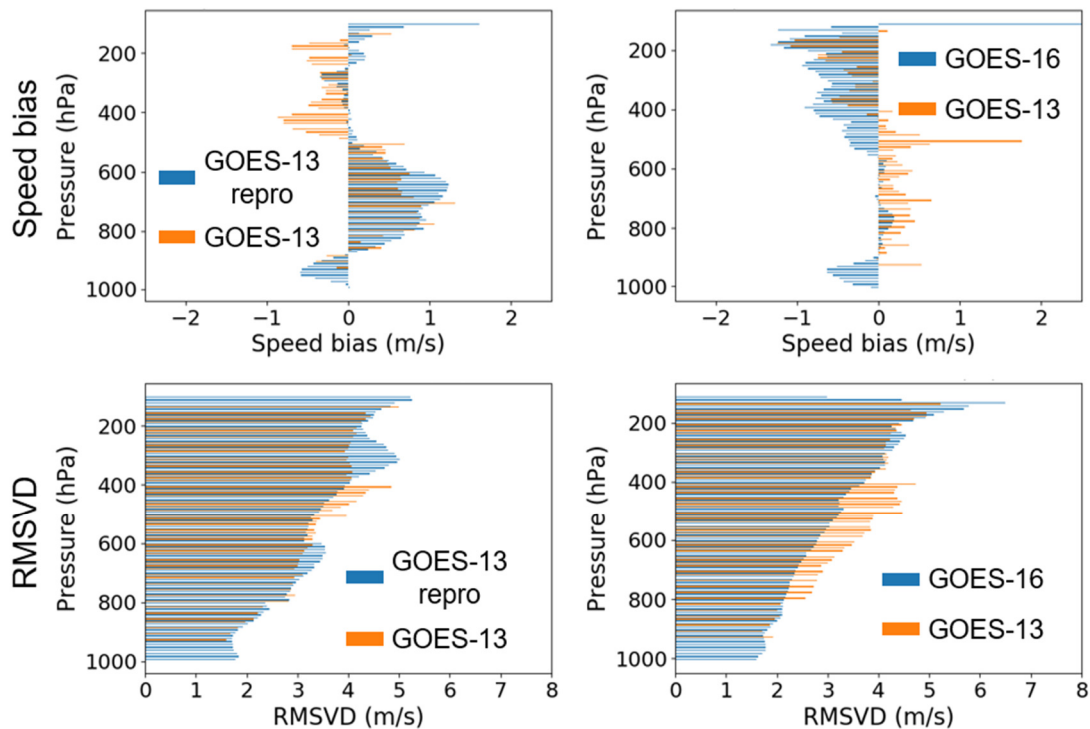 Speed bias
Pressure (hPa)
200
400
600
800
1000
GOES-13
repro
GOES-13
−2
−1
0
1
2
Speed bias (m/s)
Pressure (hPa)
200
400
600
800
1000
GOES-16
GOES-13
−2
−1
0
1
2
Speed bias (m/s)
RMSVD
Pressure (hPa)
200
400
600
800
1000
GOES-13
repro
GOES-13
0
1
2
3
4
5
6
7
8
RMSVD (m/s)
Pressure (hPa)
200
400
600
800
1000
GOES-16
GOES-13
0
1
2
3
4
5
6
7
8
RMSVD (m/s)